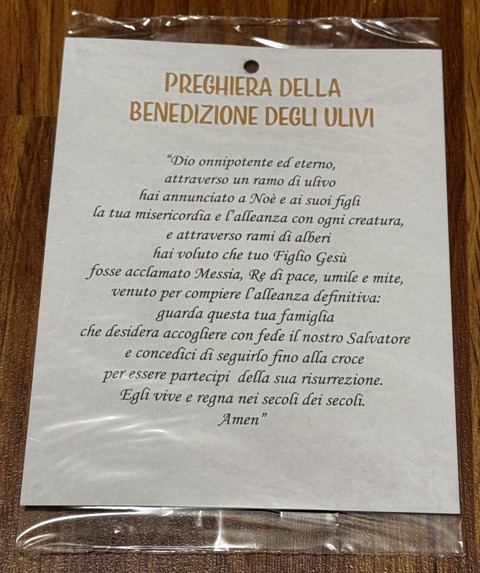 PREGHIERA DELLA
BENEDIZIONE DEGLI ULIVI
“Dio onnipotente ed eterno,
attraverso un ramo di ulivo
hai annunciato a Noè e ai suoi figli
la tua misericordia e l’alleanza con ogni creatura,
e attraverso rami di alberi
hai voluto che tuo Figlio Gesù
fosse acclamato Messia, Re di pace, umile e mite,
venuto per compiere l’alleanza definitiva:
guarda questa tua famiglia
che desidera accogliere con fede il nostro Salvatore
e concedici di seguirlo fino alla croce
per essere partecipi della sua risurrezione.
Egli vive e regna nei secoli dei secoli.
Amen”